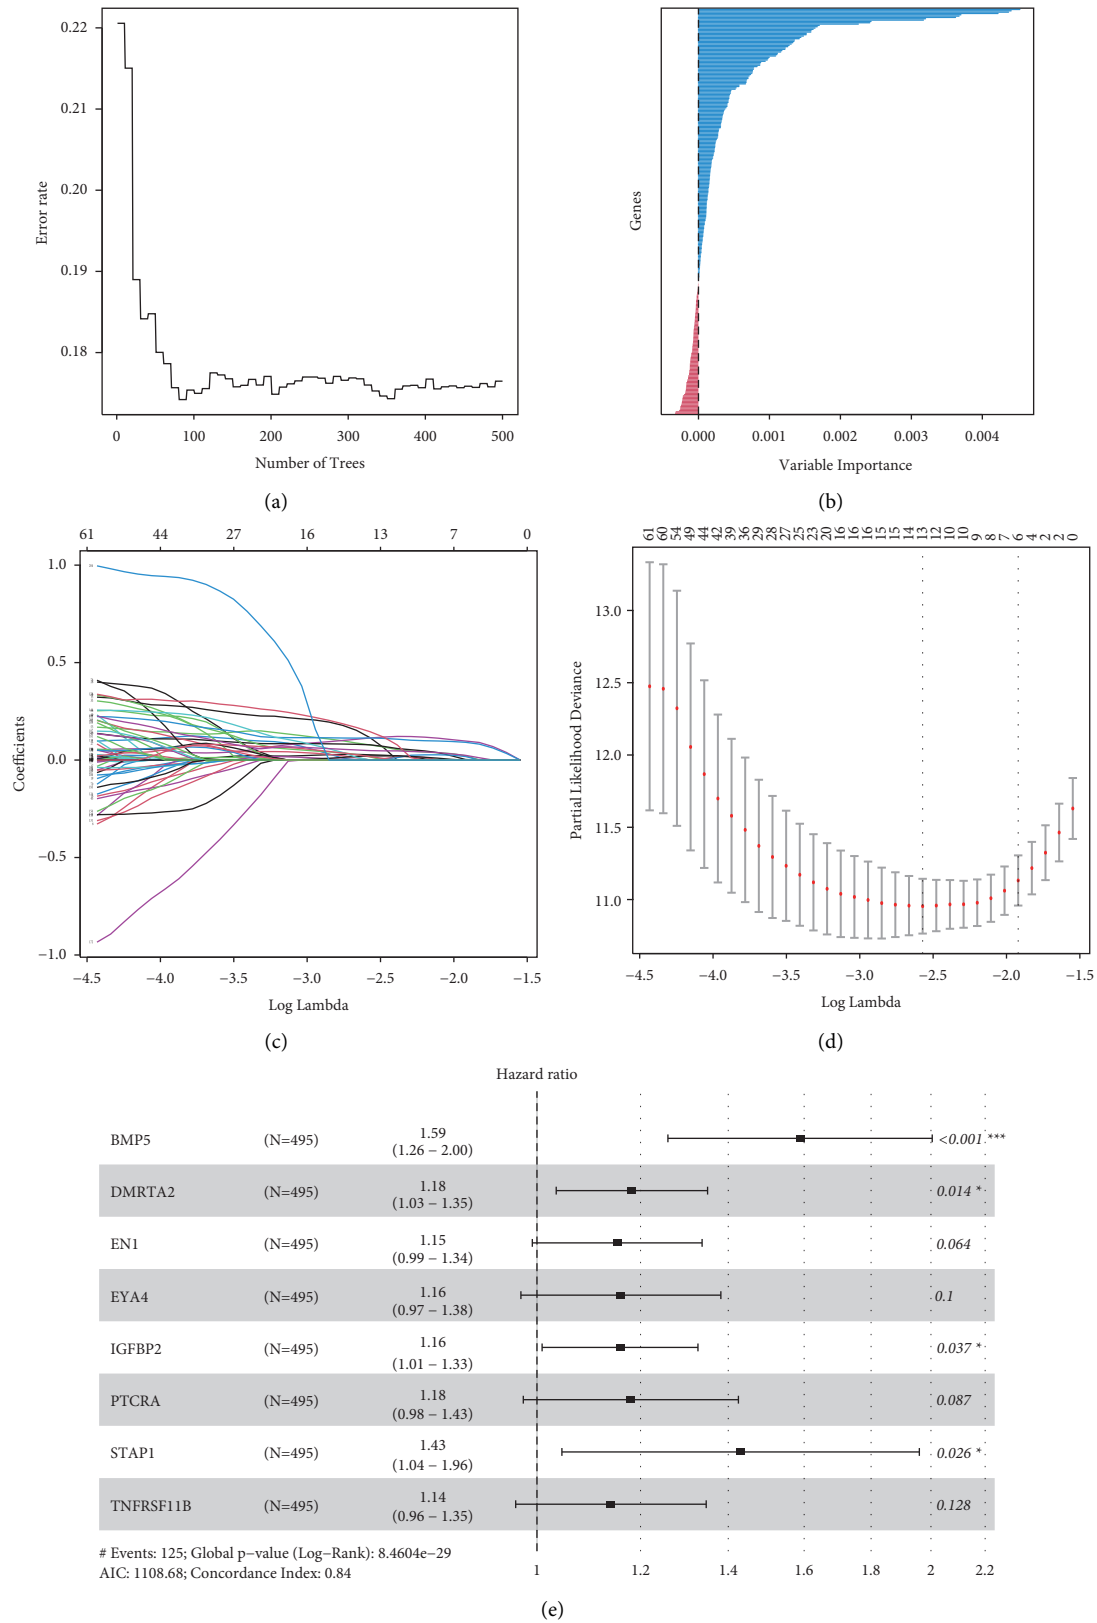 0.22
0.21
0.20
0.19
0.18
Error rate
0 100 200 300 400 500
Number of Trees
(a)
Genes
0.000 0.001 0.002 0.003 0.004
Variable Importance
(b)
61 44 27 16 13 7 0
1.0
0.5
0.0
−0.5
−1.0
Coefficients
−4.5 −4.0 −3.5 −3.0 −2.5 −2.0 −1.5
Log Lambda
(c)
61 60 54 49 44 42 39 36 29 28 27 25 23 20 16 16 16 15 15 14 13 12 10 10 9 8 7 6 4 2 2 0
13.0
12.5
12.0
11.5
11.0
Partial Likelihood Deviance
−4.5 −4.0 −3.5 −3.0 −2.5 −2.0 −1.5
Log Lambda
(d)
Hazard ratio
BMP5 (N=495) 1.59 <0.001 ***
(1.26 − 2.00)
DMRTA2 (N=495) 1.18 0.014 *
(1.03 − 1.35)
EN1 (N=495) 1.15 0.064
(0.99 − 1.34)
EYA4 (N=495) 1.16 0.1
(0.97 − 1.38)
IGFBP2 (N=495) 1.16 0.037 *
(1.01 − 1.33)
PTCRA (N=495) 1.18 0.087
(0.98 − 1.43)
STAP1 (N=495) 1.43 0.026 *
(1.04 − 1.96)
TNFRSF11B (N=495) 1.14 0.128
(0.96 − 1.35)
# Events: 125; Global p−value (Log−Rank): 8.4604e−29
AIC: 1108.68; Concordance Index: 0.84
1 1.2 1.4 1.6 1.8 2 2.2
(e)